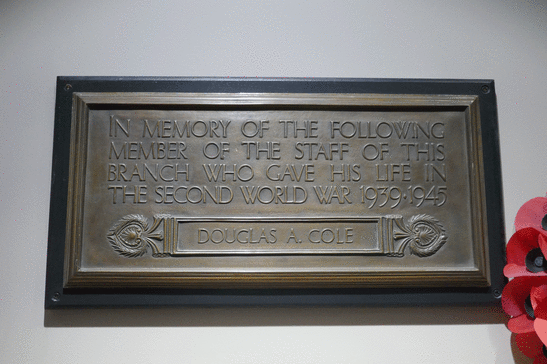 IN MEMORY OF THE FOLLOWING
MEMBER OF THE STAFF OF THIS
BRANCH WHO GAVE HIS LIFE IN
THE SECOND WORLD WAR 1939·1945
DOUGLAS A. COLE